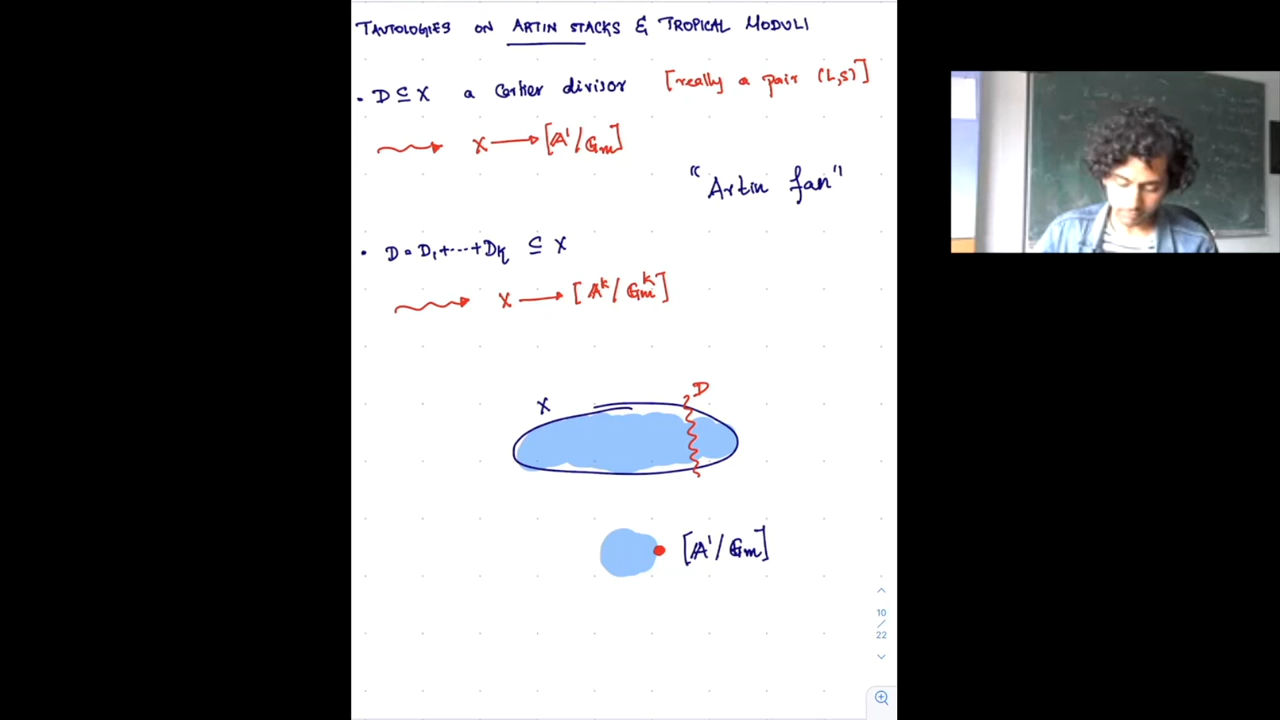 TAUTOLOGIES ON ARTIN STACKS & TROPICAL MODULI
• D ⊆ X a Cartier divisor [really a pair (L,S)]
X ⟶ [𝔸¹/𝔾m]
"Artin fan"
• D = D₁+⋯+Dk ⊆ X
X ⟶ [𝔸ᵏ/𝔾mᵏ]
D
X
[𝔸¹/𝔾m]
10
/
22